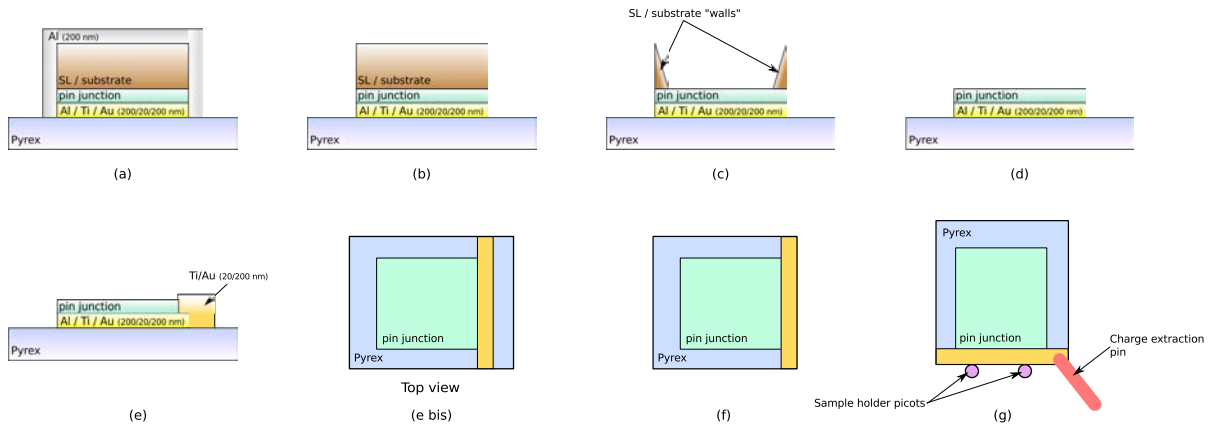 SL / substrate "walls"
Al (200 nm)
SL / substrate
pin junction
Al / Ti / Au (200/20/200 nm)
Pyrex
(a)
SL / substrate
pin junction
Al / Ti / Au (200/20/200 nm)
Pyrex
(b)
pin junction
Al / Ti / Au (200/20/200 nm)
Pyrex
(c)
pin junction
Al / Ti / Au (200/20/200 nm)
Pyrex
(d)
Ti/Au (20/200 nm)
pin junction
Al / Ti / Au (200/20/200 nm)
Pyrex
(e)
pin junction
Pyrex
Top view
(e bis)
pin junction
Pyrex
(f)
Pyrex
pin junction
Charge extraction
pin
Sample holder picots
(g)